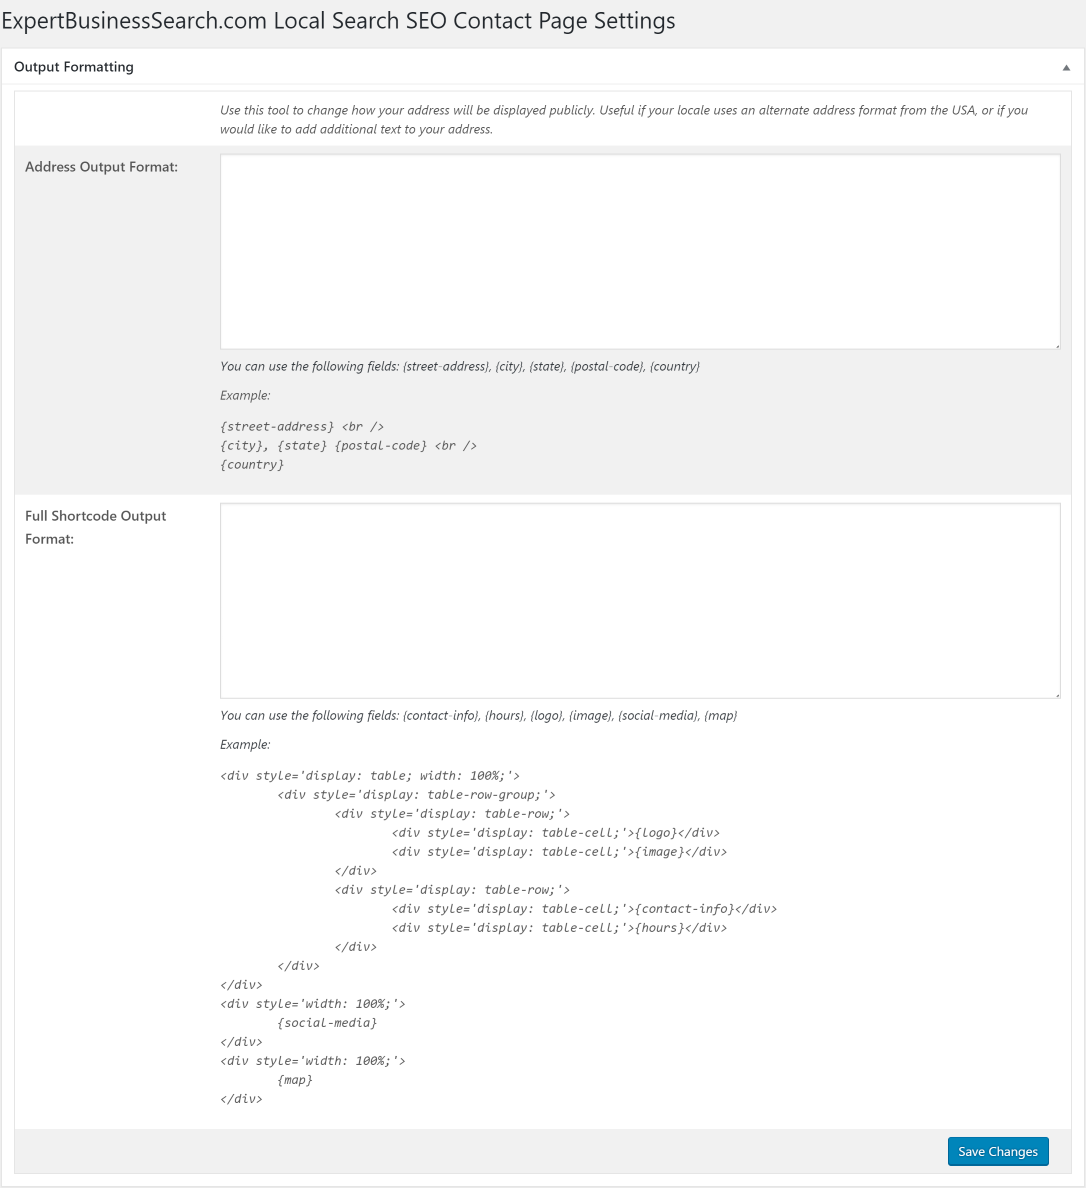 ExpertBusinessSearch.com Local Search SEO Contact Page Settings
Output Formatting
Use this tool to change how your address will be displayed publicly. Useful if your locale uses an alternate address format from the USA, or if you
would like to add additional text to your address.
Address Output Format:
You can use the following fields: {street-address}, {city}, {state}, {postal-code}, {country}
Example:
{street-address} <br />
{city}, {state} {postal-code} <br />
{country}
Full Shortcode Output
Format:
You can use the following fields: {contact-info}, {hours}, {logo}, {image}, {social-media}, {map}
Example:
<div style='display: table; width: 100%;'>
<div style='display: table-row-group;'>
<div style='display: table-row;'>
<div style='display: table-cell;'>{logo}</div>
<div style='display: table-cell;'>{image}</div>
</div>
<div style='display: table-row;'>
<div style='display: table-cell;'>{contact-info}</div>
<div style='display: table-cell;'>{hours}</div>
</div>
</div>
</div>
<div style='width: 100%;'>
{social-media}
</div>
<div style='width: 100%;'>
{map}
</div>
Save Changes